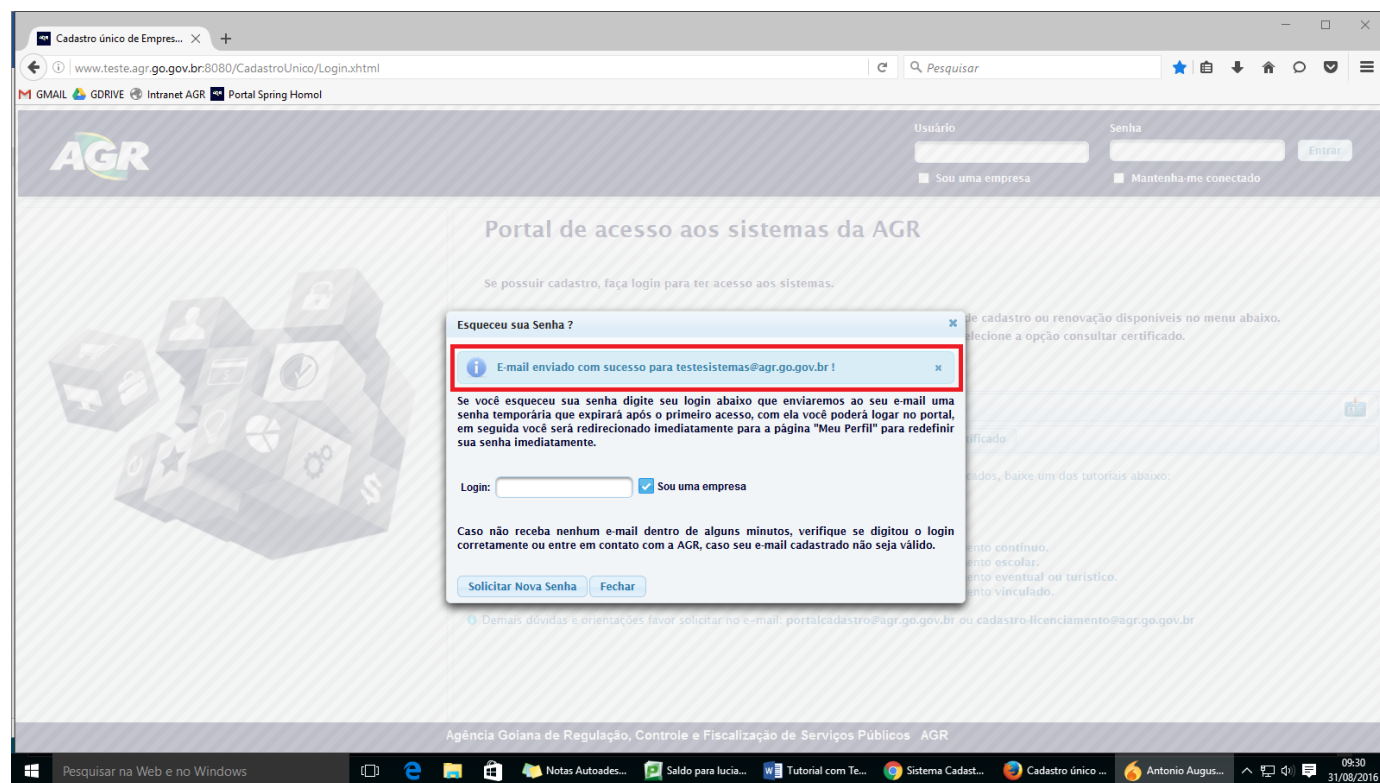 Cadastro único de Empres...
www.teste.agr.go.gov.br:8080/CadastroUnico/Login.xhtml
Pesquisar
GMAIL GDRIVE Intranet AGR Portal Spring Homol
AGR
Usuário Senha
Entrar
Sou uma empresa Mantenha-me conectado
Portal de acesso aos sistemas da AGR
Se possuir cadastro, faça login para ter acesso aos sistemas.
de cadastro ou renovação disponíveis no menu abaixo.
elecione a opção consultar certificado.
Esqueceu sua Senha ?
E-mail enviado com sucesso para testesistemas@agr.go.gov.br !
Se você esqueceu sua senha digite seu login abaixo que enviaremos ao seu e-mail uma
senha temporária que expirará após o primeiro acesso, com ela você poderá logar no portal,
em seguida você será redirecionado imediatamente para a página "Meu Perfil" para redefinir
sua senha imediatamente.
Login: Sou uma empresa
Caso não receba nenhum e-mail dentro de alguns minutos, verifique se digitou o login
corretamente ou entre em contato com a AGR, caso seu e-mail cadastrado não seja válido.
Solicitar Nova Senha Fechar
tificado
cados, baixe um dos tutoriais abaixo:
ento contínuo.
ento escolar.
ento eventual ou turístico.
ento vinculado.
Demais dúvidas e orientações favor solicitar no e-mail: portalcadastro@agr.go.gov.br ou cadastro-licenciamento@agr.go.gov.br
Agência Goiana de Regulação, Controle e Fiscalização de Serviços Públicos AGR
Pesquisar na Web e no Windows
Notas Autoades...
Saldo para lucia...
Tutorial com Te...
Sistema Cadast...
Cadastro único ...
Antonio Augus...
09:30
31/08/2016